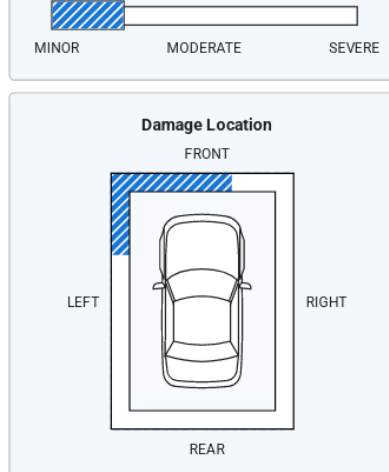 MINOR MODERATE SEVERE
Damage Location
FRONT
LEFT RIGHT
REAR